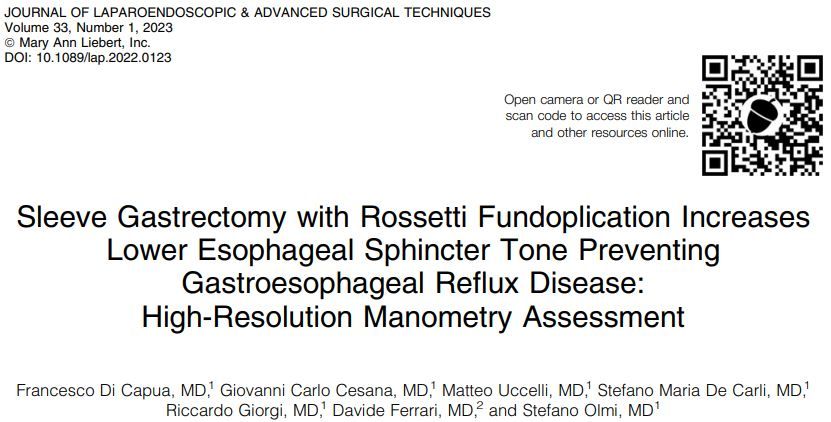 JOURNAL OF LAPAROENDOSCOPIC & ADVANCED SURGICAL TECHNIQUES
Volume 33, Number 1, 2023
© Mary Ann Liebert, Inc.
DOI: 10.1089/lap.2022.0123
Open camera or QR reader and
scan code to access this article
and other resources online.
Sleeve Gastrectomy with Rossetti Fundoplication Increases
Lower Esophageal Sphincter Tone Preventing
Gastroesophageal Reflux Disease:
High-Resolution Manometry Assessment
Francesco Di Capua, MD,1 Giovanni Carlo Cesana, MD,1 Matteo Uccelli, MD,1 Stefano Maria De Carli, MD,1
Riccardo Giorgi, MD,1 Davide Ferrari, MD,2 and Stefano Olmi, MD1